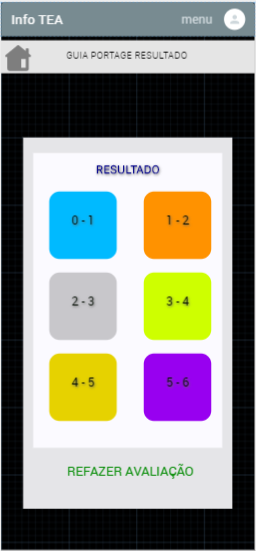 Info TEA menu
GUIA PORTAGE RESULTADO
RESULTADO
0 - 1 1 - 2
2 - 3 3 - 4
4 - 5 5 - 6
REFAZER AVALIAÇÃO